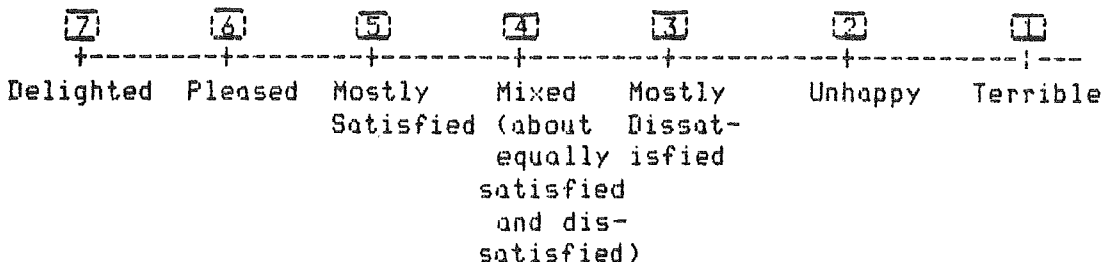 7 6 5 4 3 2 1
Delighted Pleased Mostly Mixed Mostly Unhappy Terrible
Satisfied (about Dissat-
equally isfied
satisfied
and dis-
satisfied)